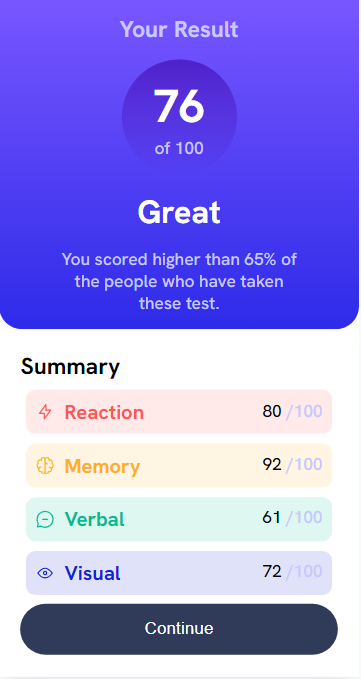 Your Result
76
of 100
Great
You scored higher than 65% of
the people who have taken
these test.
Summary
Reaction 80 /100
Memory 92 /100
Verbal 61 /100
Visual 72 /100
Continue